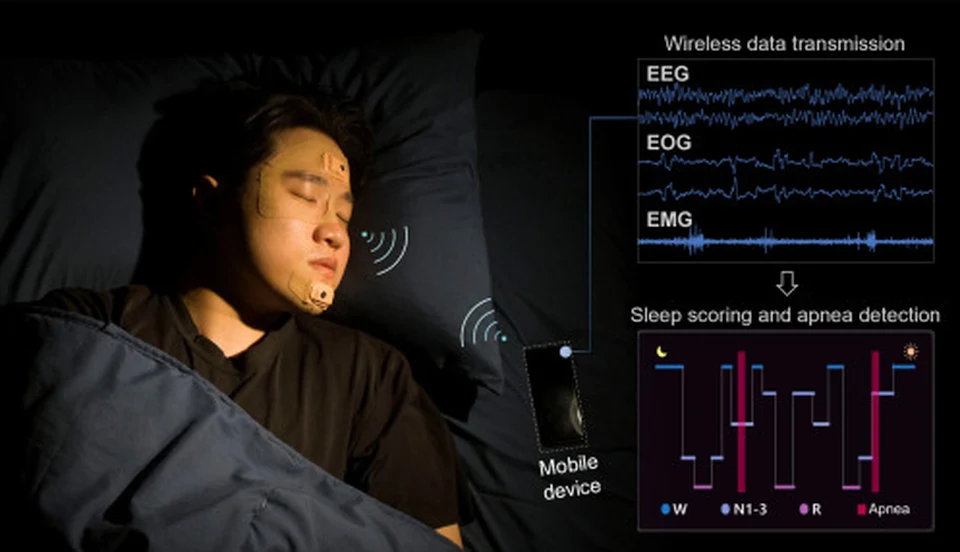 Wireless data transmission
EEG
EOG
EMG
Sleep scoring and apnea detection
W N1-3 R Apnea
Mobile
device